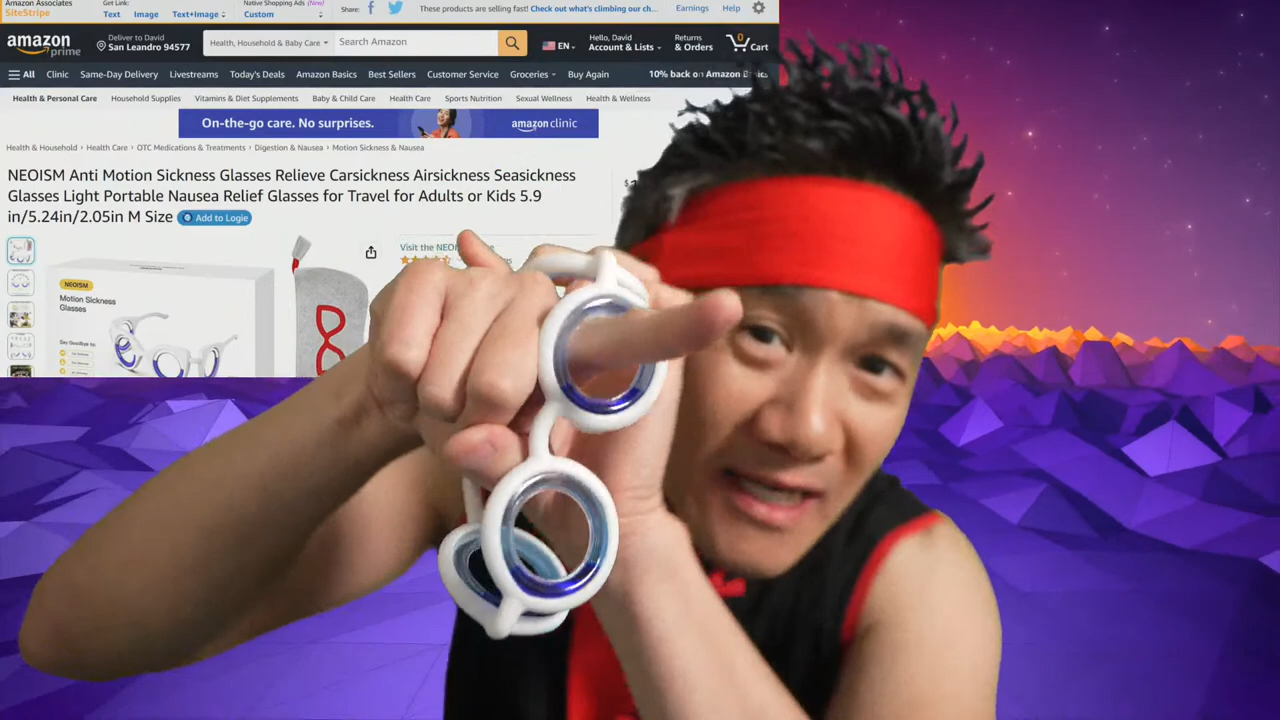 Amazon Associates
SiteStripe
Get Link:
Text Image Text+Image
Native Shopping Ads (New)
Custom
Share:
These products are selling fast! Check out what's climbing our ch...
Earnings Help
amazon prime
Deliver to David
San Leandro 94577
Health, Household & Baby Care
Search Amazon
EN
Hello, David
Account & Lists
Returns
& Orders
0
Cart
All Clinic Same-Day Delivery Livestreams Today's Deals Amazon Basics Best Sellers Customer Service Groceries Buy Again 10% back on Amazon
Health & Personal Care Household Supplies Vitamins & Diet Supplements Baby & Child Care Health Care Sports Nutrition Sexual Wellness Health & Wellness
On-the-go care. No surprises. amazon clinic
Health & Household › Health Care › OTC Medications & Treatments › Digestion & Nausea › Motion Sickness & Nausea
NEOISM Anti Motion Sickness Glasses Relieve Carsickness Airsickness Seasickness
Glasses Light Portable Nausea Relief Glasses for Travel for Adults or Kids 5.9
in/5.24in/2.05in M Size Add to Logie
Visit the
NEOISM
Motion Sickness
Glasses
Say Goodbye to: